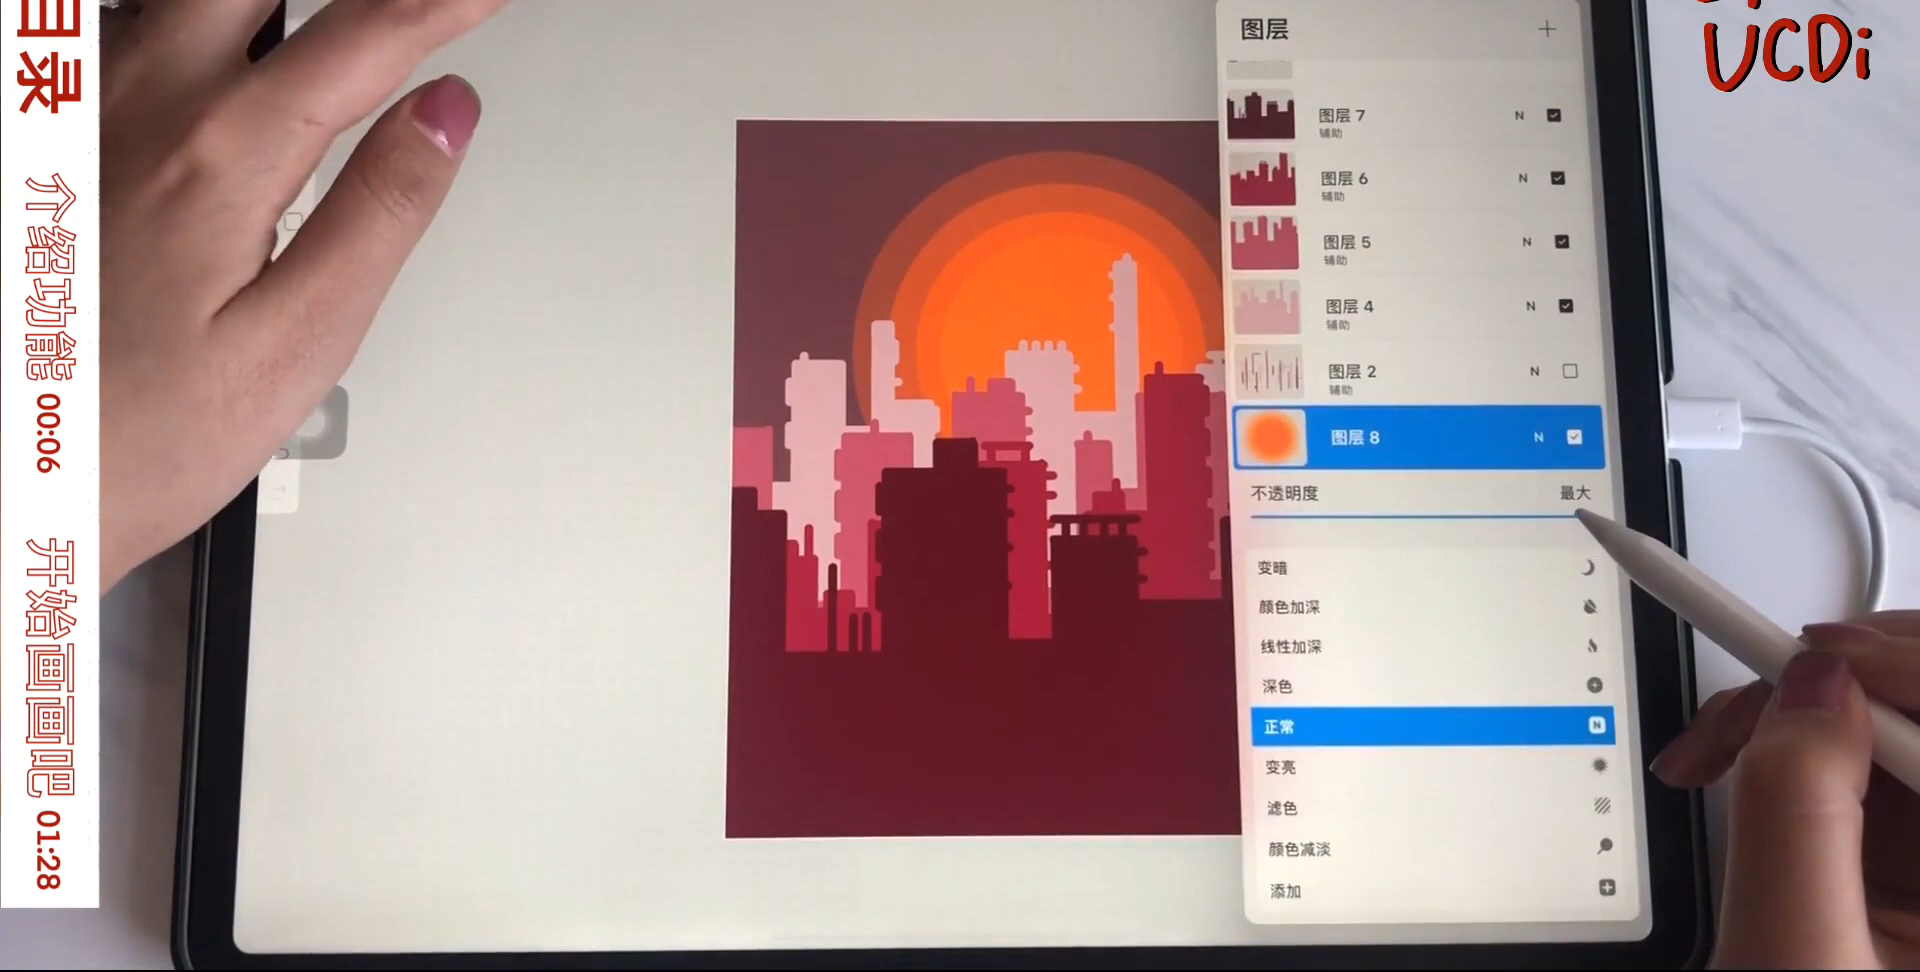 目录
介绍功能 00:06
开始画画吧 01:28
UCDi
图层
图层 7
N
辅助
图层 6
N
辅助
图层 5
N
辅助
图层 4
N
辅助
图层 2
N
辅助
图层 8
N
不透明度
最大
变暗
颜色加深
线性加深
深色
正常
N
变亮
滤色
颜色减淡
添加